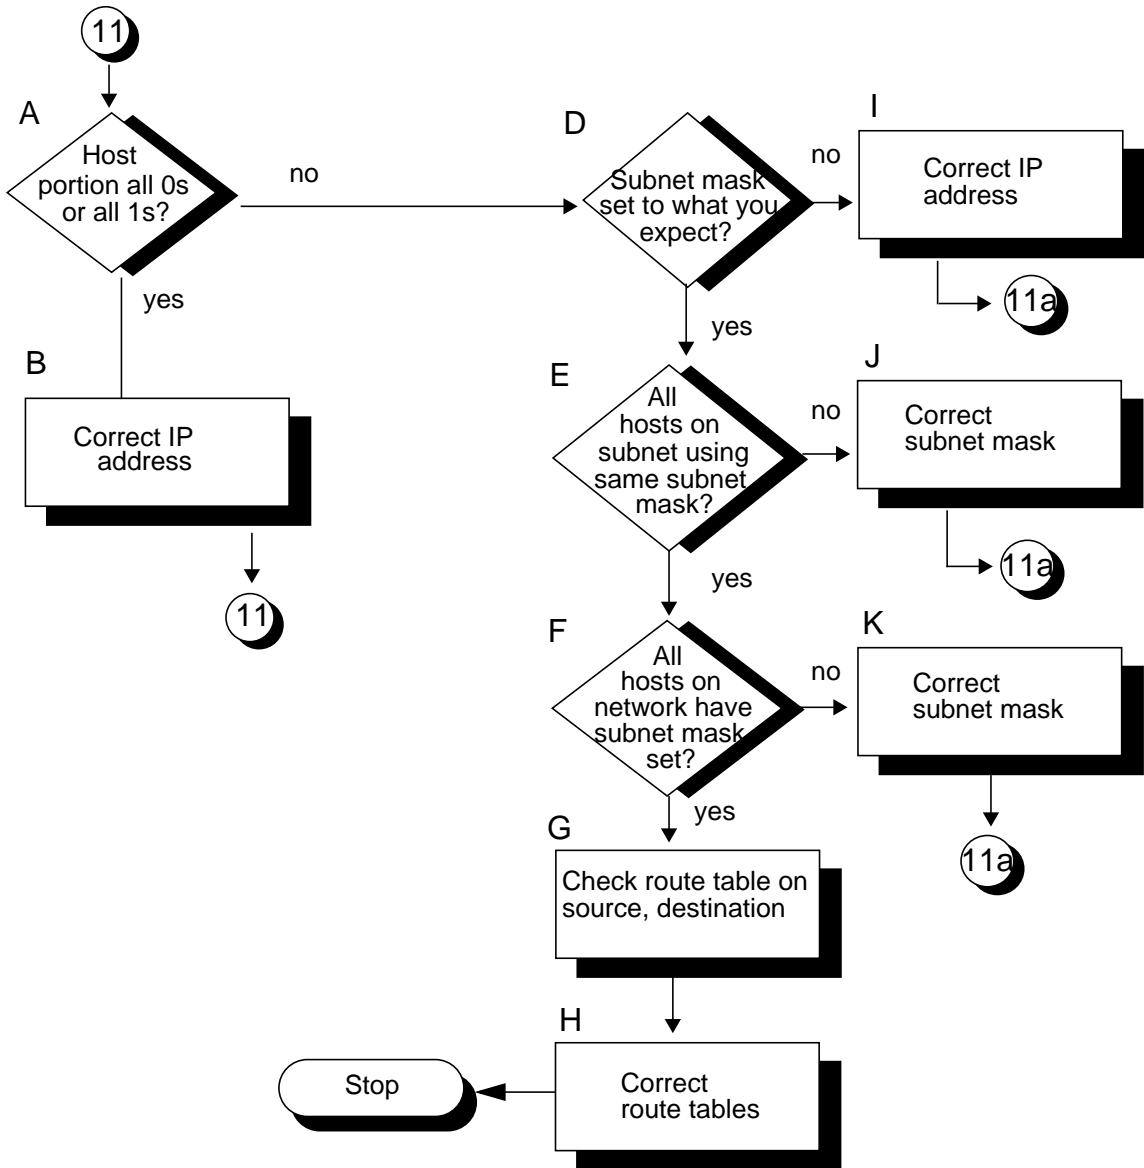 11
A
Host
portion all 0s
or all 1s?
no
yes
B
Correct IP
address
11
D
Subnet mask
set to what you
expect?
no
I
Correct IP
address
11a
yes
E
All
hosts on
subnet using
same subnet
mask?
no
J
Correct
subnet mask
11a
yes
F
All
hosts on
network have
subnet mask
set?
no
K
Correct
subnet mask
11a
yes
G
Check route table on
source, destination
H
Correct
route tables
Stop